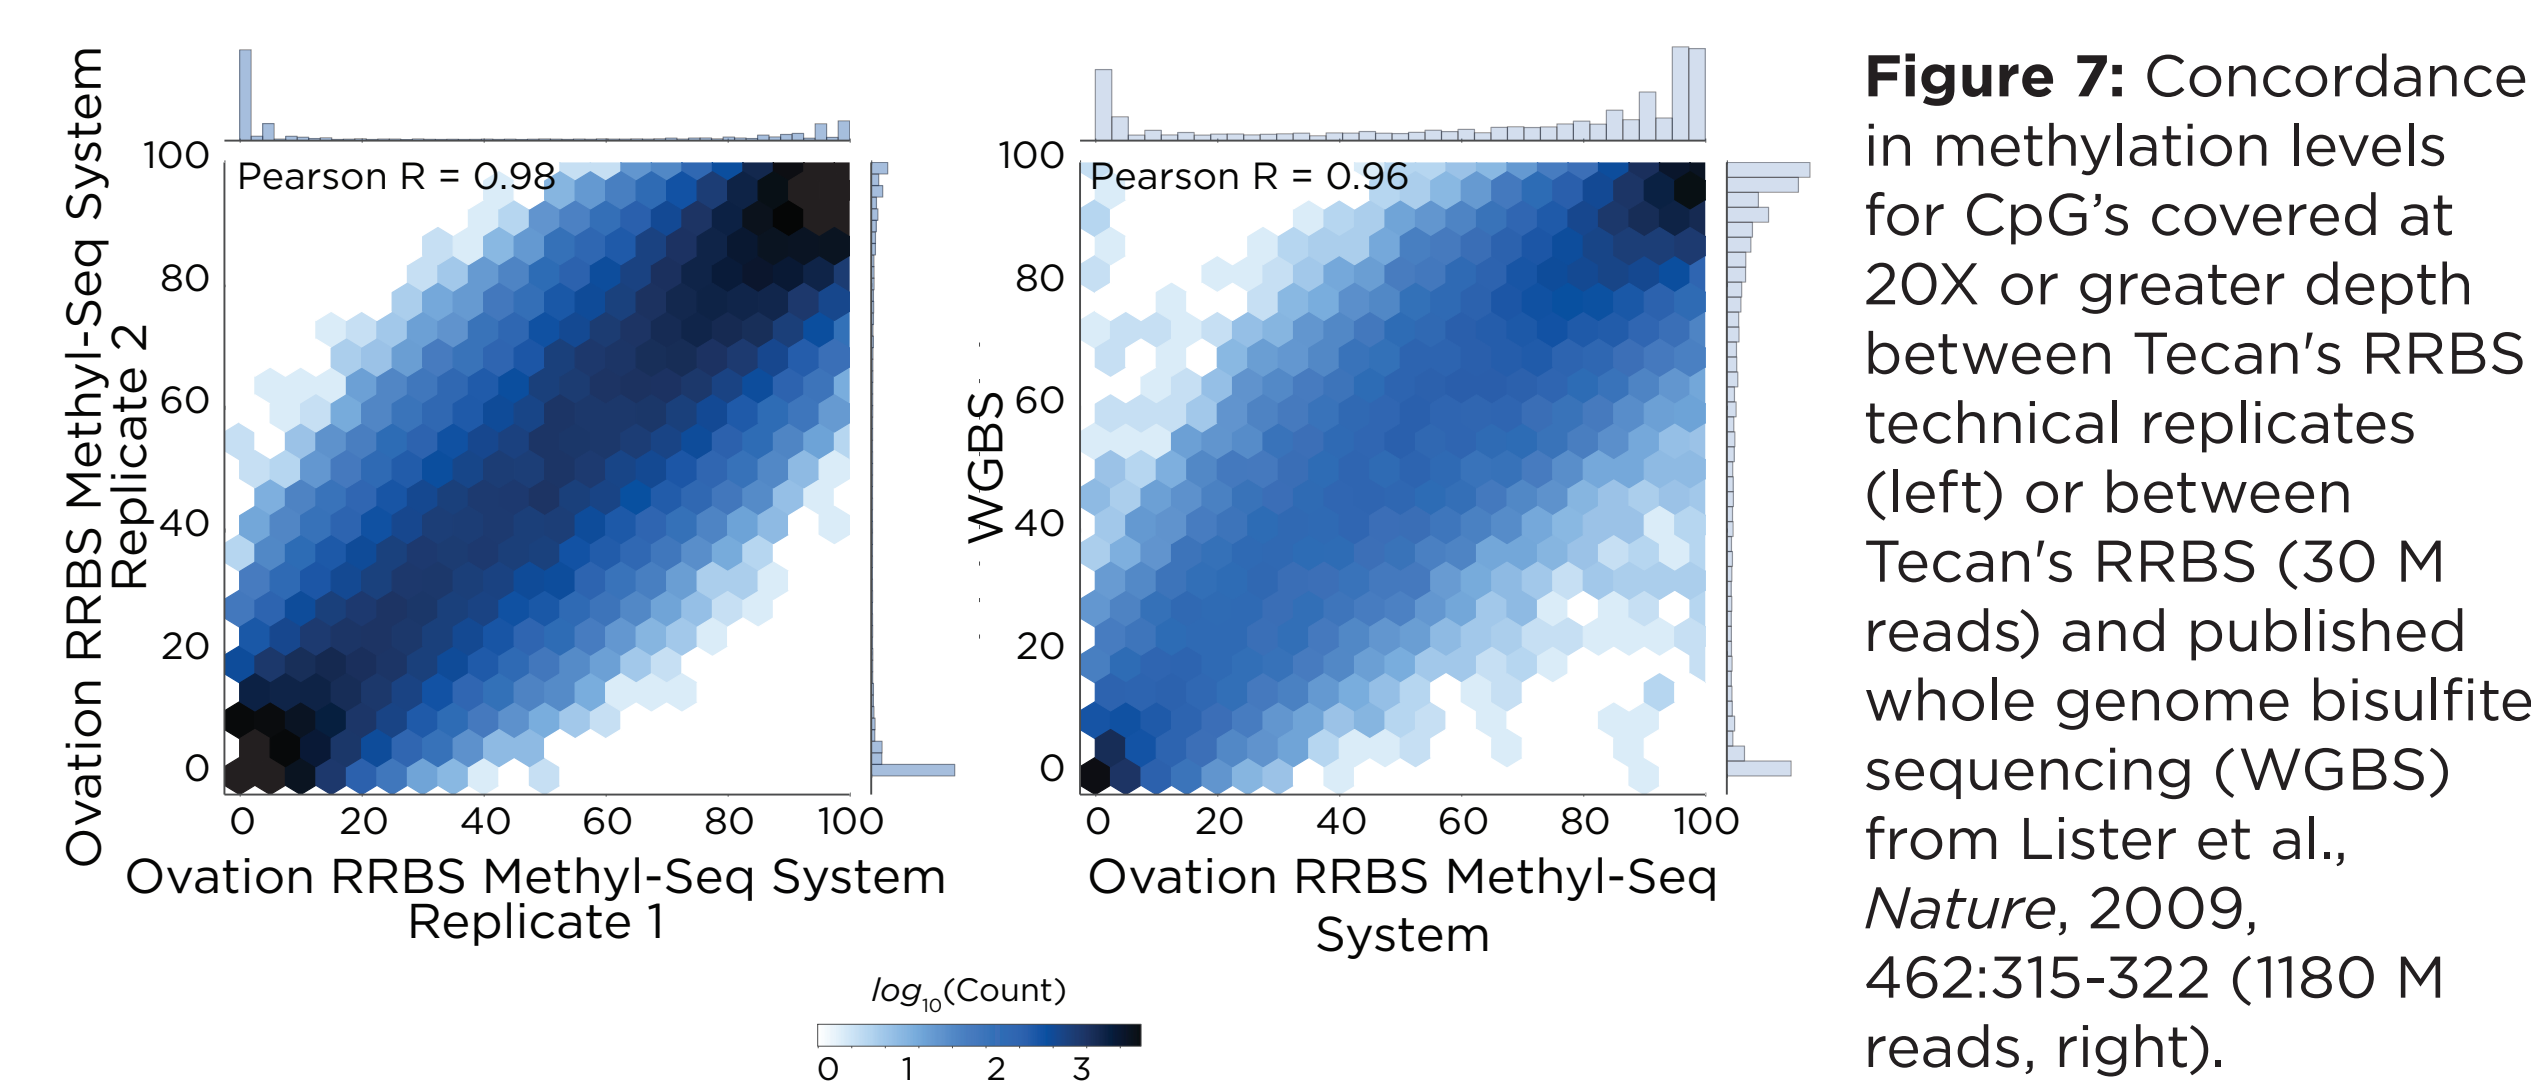 Ovation RRBS Methyl-Seq System
Replicate 2
Pearson R = 0.98
100
80
60
40
20
0
0 20 40 60 80 100
Ovation RRBS Methyl-Seq System
Replicate 1
WGBS
Pearson R = 0.96
100
80
60
40
20
0
0 20 40 60 80 100
Ovation RRBS Methyl-Seq
System
log10(Count)
0 1 2 3
Figure 7: Concordance
in methylation levels
for CpG’s covered at
20X or greater depth
between Tecan's RRBS
technical replicates
(left) or between
Tecan's RRBS (30 M
reads) and published
whole genome bisulfite
sequencing (WGBS)
from Lister et al.,
Nature, 2009,
462:315-322 (1180 M
reads, right).